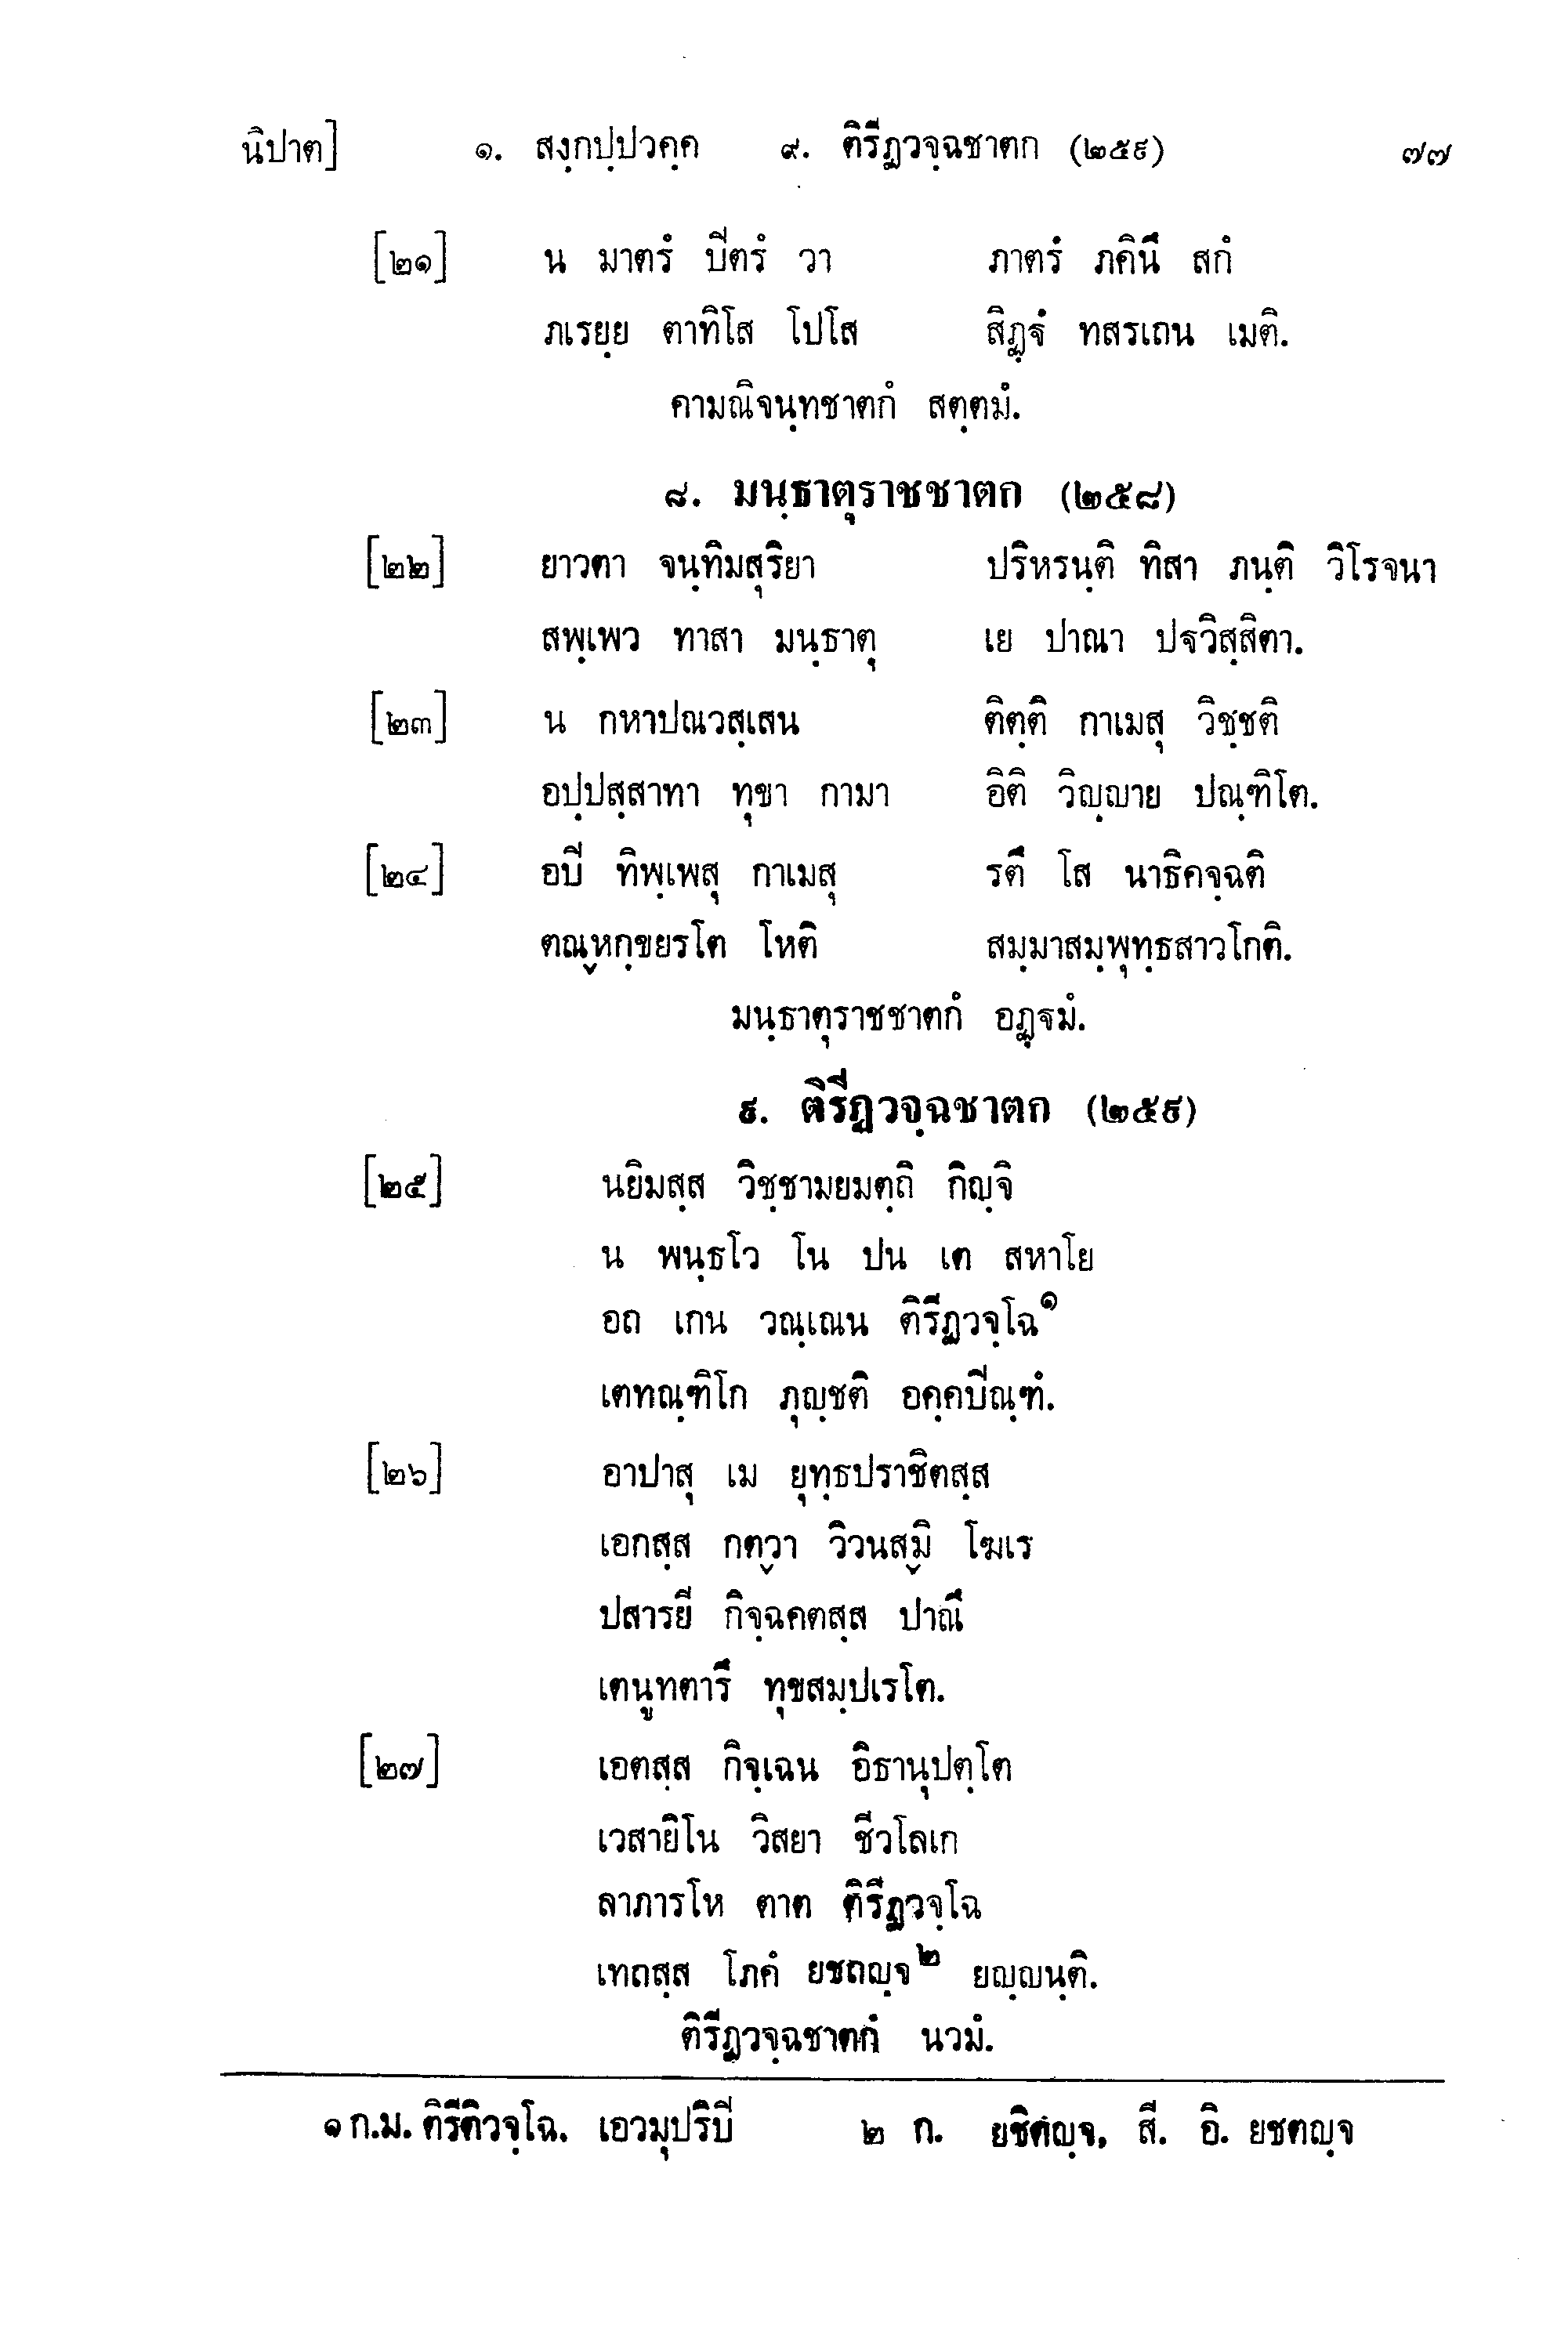 นิปาต] ๑. สงฺกปฺปวคฺค ๙. ติรีฏวจฺฉชาตก (๒๕๙) ๗๗
[๒๑] น มาตรํ ปิตรํ วา ภาตรํ ภคินึ สกํ
ภเรยฺย ตาทิโส โปโส สิฏฺฐํ ทสรเถน เมติ.
คามณิจนฺทชาตกํ สตฺตมํ.
๘. มนฺธาตุราชชาตก (๒๕๘)
[๒๒] ยาวตา จนฺทิมสุริยา ปริหรนฺติ ทิสา ภนฺติ วิโรจนา
สพฺเพว ทาสา มนฺธาตุ เย ปาณา ปฐวิสฺสิตา.
[๒๓] น กหาปณวสฺเสน ติตฺติ กาเมสุ วิชฺชติ
อปฺปสฺสาทา ทุขา กามา อิติ วิญฺญาย ปณฺฑิโต.
[๒๔] อปิ ทิพฺเพสุ กาเมสุ รตึ โส นาธิคจฺฉติ
ตณฺหกฺขยรโต โหติ สมฺมาสมฺพุทฺธสาวโกติ.
มนฺธาตุราชชาตกํ อฏฺฐมํ.
๙. ติรีฏวจฺฉชาตก (๒๕๙)
[๒๕] นยิมสฺส วิชฺชามยมตฺถิ กิญฺจิ
น พนฺธโว โน ปน เต สหาโย
อถ เกน วณฺเณน ติรีฏวจฺโฉ๑
เตทณฺฑิโก ภุญฺชติ อคฺคปิณฺฑํ.
[๒๖] อาปาสุ เม ยุทฺธปราชิตสฺส
เอกสฺส กตฺวา วิวนสฺมิ โฆเร
ปสารยี กิจฺฉคตสฺส ปาณึ
เตนูทตารึ ทุขสมฺปเรโต.
[๒๗] เอตสฺส กิจฺเฉน อิธานุปตฺโต
เวสายิโน วิสยา ชีวโลเก
ลาภารโห ตาต ติรีฏวจฺโฉ
เทถสฺส โภคํ ยชถญฺจ๒ ยญฺญนฺติ.
ติรีฏวจฺฉชาตกํ นวมํ.
๑ ก.ม. ติรีติวจฺโฉ. เอวมุปริปิ ๒ ก. ยชิตํญฺจ, สี. อิ. ยชตญฺจ